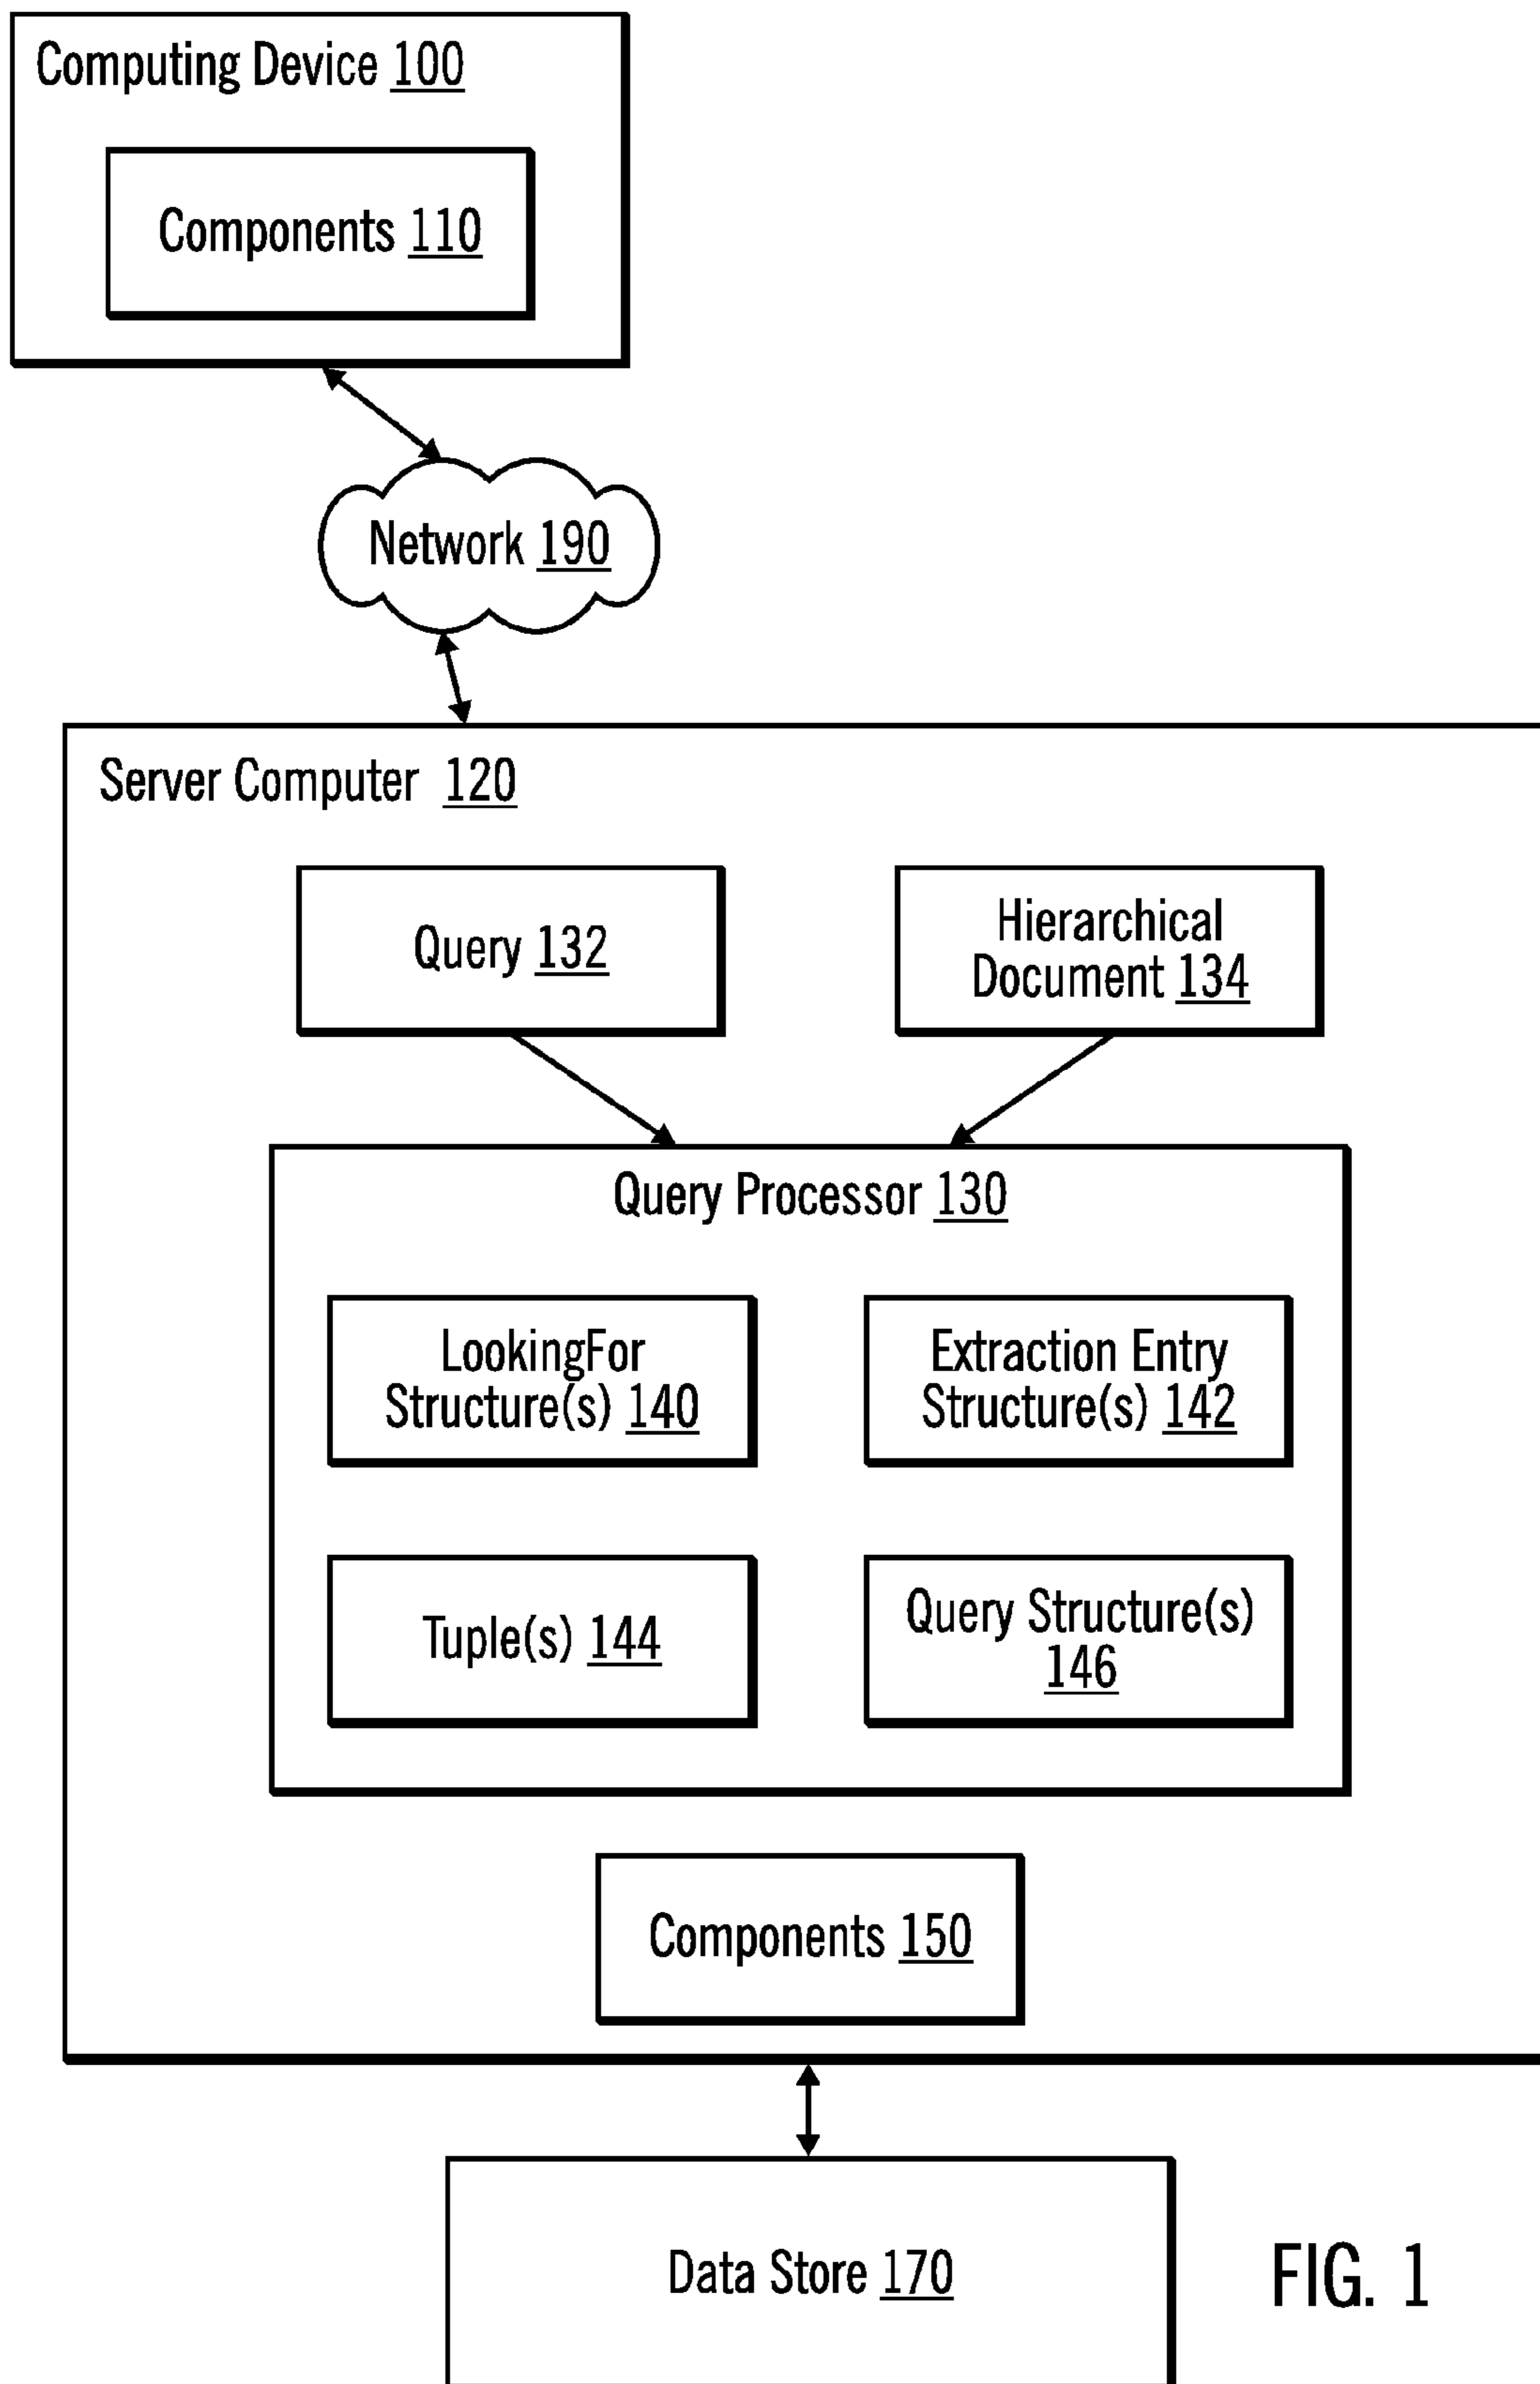 Computing Device 100
Components 110
Network 190
Server Computer 120
Query 132
Hierarchical
Document 134
Query Processor 130
LookingFor
Structure(s) 140
Extraction Entry
Structure(s) 142
Tuple(s) 144
Query Structure(s)
146
Components 150
Data Store 170
FIG. 1